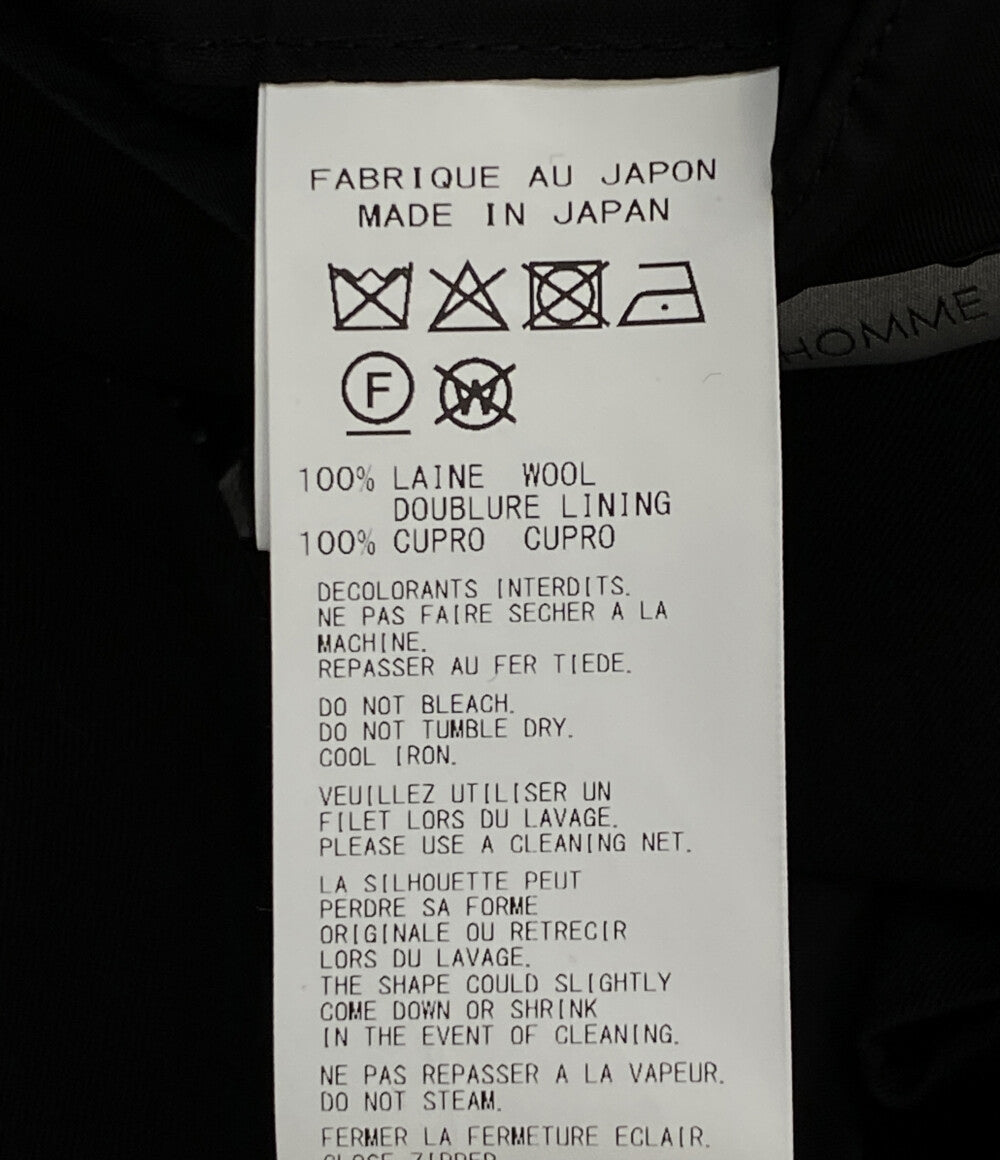 FABRIQUE AU JAPON
MADE IN JAPAN
HOMME
F
W
100% LAINE WOOL
DOUBLURE LINING
100% CUPRO CUPRO
DECOLORANTS INTERDITS.
NE PAS FAIRE SECHER A LA
MACHINE.
REPASSER AU FER TIEDE.
DO NOT BLEACH.
DO NOT TUMBLE DRY.
COOL IRON.
VEUILLEZ UTILISER UN
FILET LORS DU LAVAGE.
PLEASE USE A CLEANING NET.
LA SILHOUETTE PEUT
PERDRE SA FORME
ORIGINALE OU RETRECIR
LORS DU LAVAGE.
THE SHAPE COULD SLIGHTLY
COME DOWN OR SHRINK
IN THE EVENT OF CLEANING.
NE PAS REPASSER A LA VAPEUR.
DO NOT STEAM.
FERMER LA FERMETURE ECLAIR.
CLOSE ZIPPER